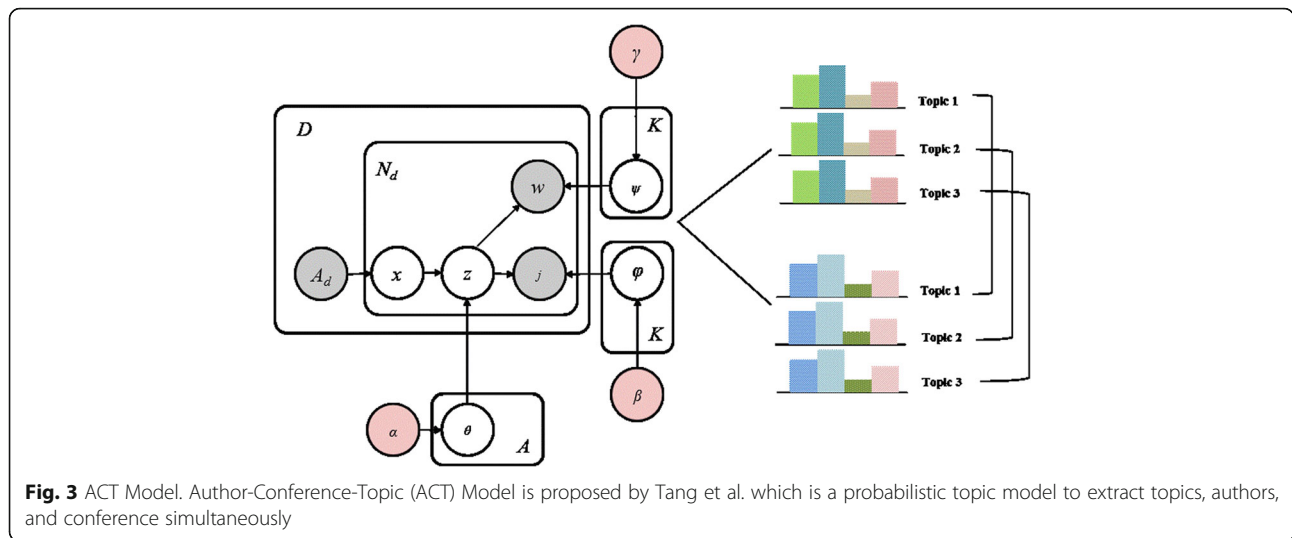 γ
D
K
Topic 1
N_d
w
ψ
Topic 2
Topic 3
A_d
x
z
j
φ
Topic 1
K
Topic 2
β
Topic 3
α
θ
A
Fig. 3 ACT Model. Author-Conference-Topic (ACT) Model is proposed by Tang et al. which is a probabilistic topic model to extract topics, authors,
and conference simultaneously